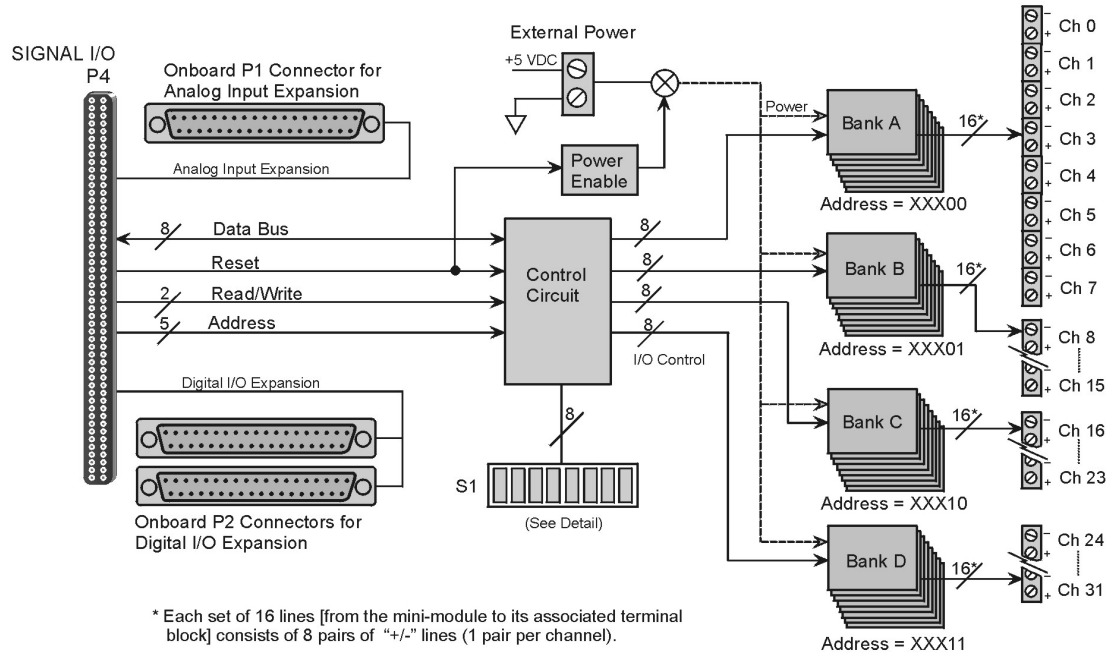 SIGNAL I/O
P4
Onboard P1 Connector for
Analog Input Expansion
Analog Input Expansion
External Power
+5 VDC
Power
Enable
Power
8
Data Bus
Reset
2
Read/Write
5
Address
Digital I/O Expansion
Onboard P2 Connectors for
Digital I/O Expansion
Control
Circuit
8
8
8
8
I/O Control
8
S1
(See Detail)
Bank A
16*
Address = XXX00
Bank B
16*
Address = XXX01
Bank C
16*
Address = XXX10
Bank D
16*
Address = XXX11
− Ch 0
+
− Ch 1
+
− Ch 2
+
− Ch 3
+
− Ch 4
+
− Ch 5
+
− Ch 6
+
− Ch 7
+
− Ch 8
+
− Ch 15
+
− Ch 16
+
− Ch 23
+
− Ch 24
+
− Ch 31
+
* Each set of 16 lines [from the mini-module to its associated terminal
block] consists of 8 pairs of “+/-” lines (1 pair per channel).